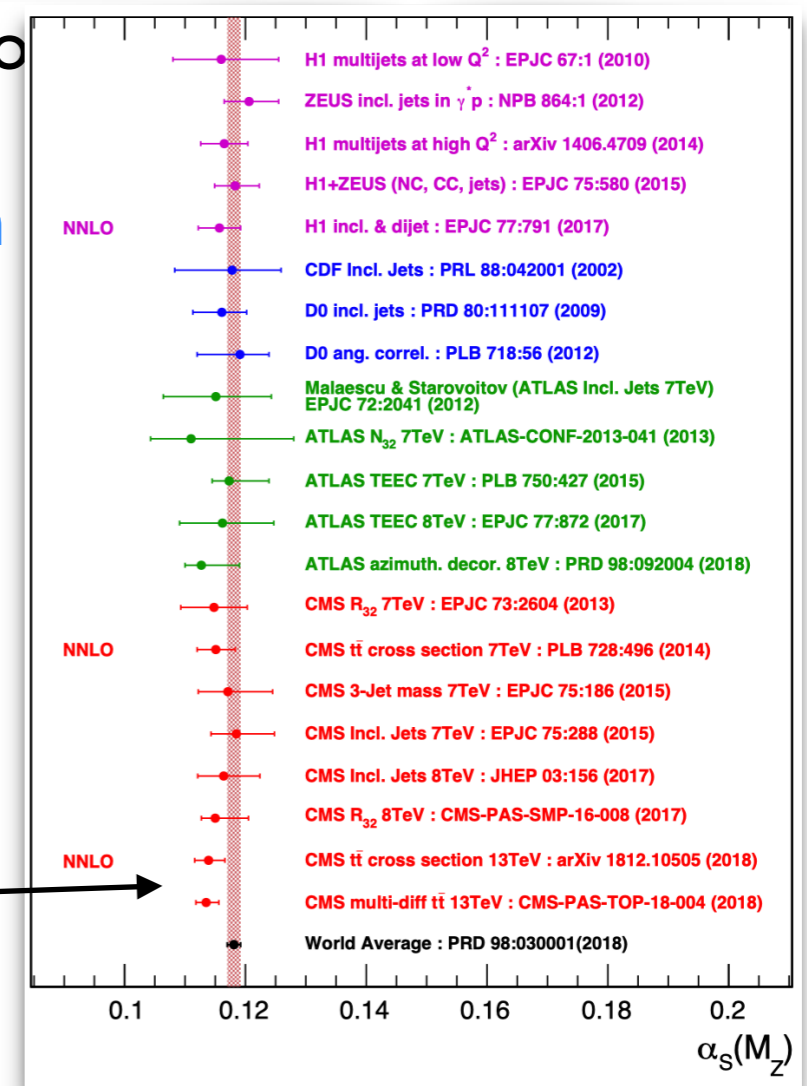 H1 multijets at low Q² : EPJC 67:1 (2010)
ZEUS incl. jets in γ*p : NPB 864:1 (2012)
H1 multijets at high Q² : arXiv 1406.4709 (2014)
H1+ZEUS (NC, CC, jets) : EPJC 75:580 (2015)
NNLO H1 incl. & dijet : EPJC 77:791 (2017)
CDF Incl. Jets : PRL 88:042001 (2002)
D0 incl. jets : PRD 80:111107 (2009)
D0 ang. correl. : PLB 718:56 (2012)
Malaescu & Starovoitov (ATLAS Incl. Jets 7TeV)
EPJC 72:2041 (2012)
ATLAS N₃₂ 7TeV : ATLAS-CONF-2013-041 (2013)
ATLAS TEEC 7TeV : PLB 750:427 (2015)
ATLAS TEEC 8TeV : EPJC 77:872 (2017)
ATLAS azimuth. decor. 8TeV : PRD 98:092004 (2018)
CMS R₃₂ 7TeV : EPJC 73:2604 (2013)
NNLO CMS tt̄ cross section 7TeV : PLB 728:496 (2014)
CMS 3-Jet mass 7TeV : EPJC 75:186 (2015)
CMS Incl. Jets 7TeV : EPJC 75:288 (2015)
CMS Incl. Jets 8TeV : JHEP 03:156 (2017)
CMS R₃₂ 8TeV : CMS-PAS-SMP-16-008 (2017)
NNLO CMS tt̄ cross section 13TeV : arXiv 1812.10505 (2018)
CMS multi-diff tt̄ 13TeV : CMS-PAS-TOP-18-004 (2018)
World Average : PRD 98:030001(2018)
0.1 0.12 0.14 0.16 0.18 0.2
α_S(M_Z)